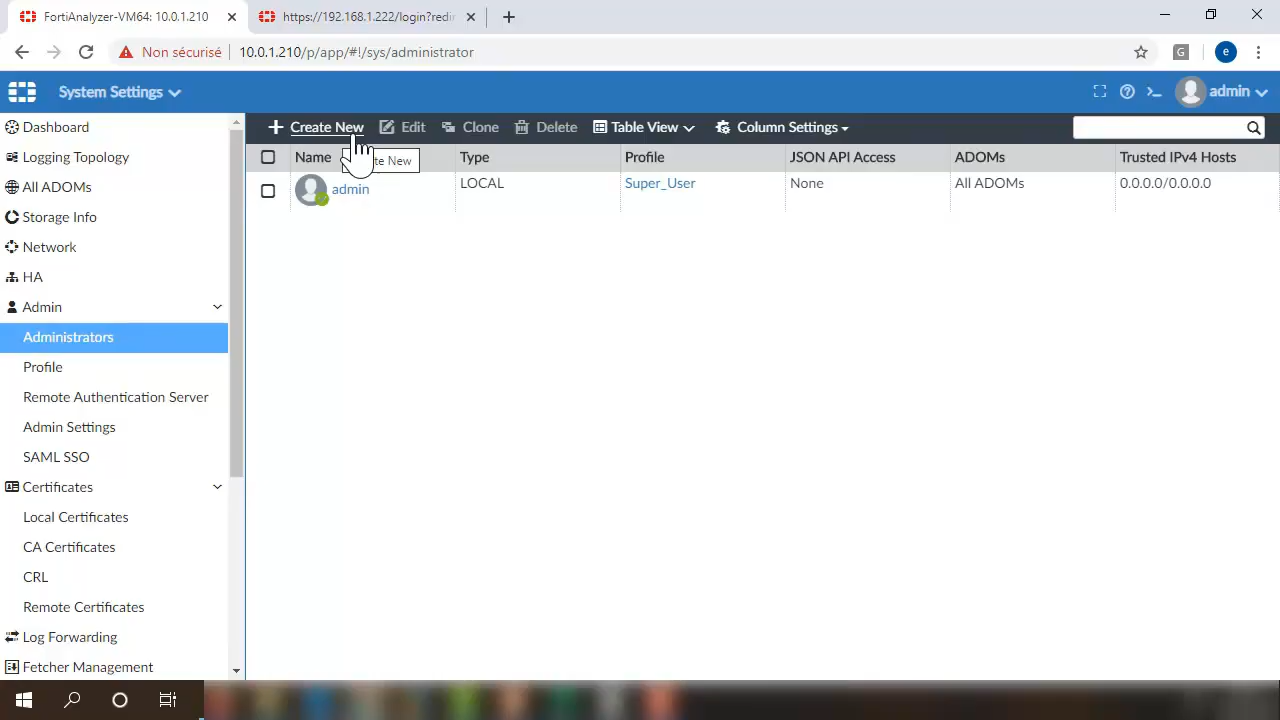 FortiAnalyzer-VM64: 10.0.1.210
https://192.168.1.222/login?redir
Non sécurisé
10.0.1.210/p/app/#!/sys/administrator
G
e
System Settings
admin
Create New
Edit
Clone
Delete
Table View
Column Settings
Name
te New
Type
Profile
JSON API Access
ADOMs
Trusted IPv4 Hosts
admin
LOCAL
Super_User
None
All ADOMs
0.0.0.0/0.0.0.0
Dashboard
Logging Topology
All ADOMs
Storage Info
Network
HA
Admin
Administrators
Profile
Remote Authentication Server
Admin Settings
SAML SSO
Certificates
Local Certificates
CA Certificates
CRL
Remote Certificates
Log Forwarding
Fetcher Management